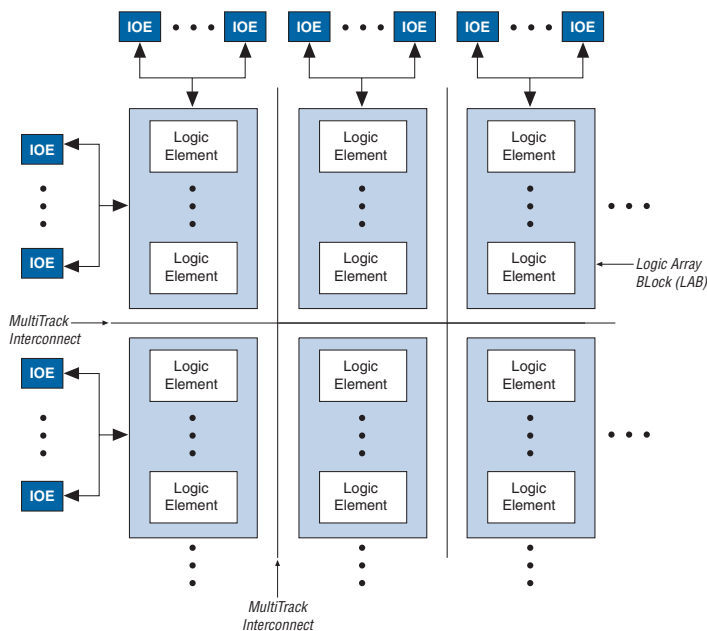 IOE IOE IOE IOE IOE IOE
Logic Logic Logic
Element Element Element
IOE
IOE
Logic Logic Logic
Element Element Element
Logic Array
BLock (LAB)
MultiTrack
Interconnect
Logic Logic Logic
Element Element Element
IOE
IOE
Logic Logic Logic
Element Element Element
MultiTrack
Interconnect